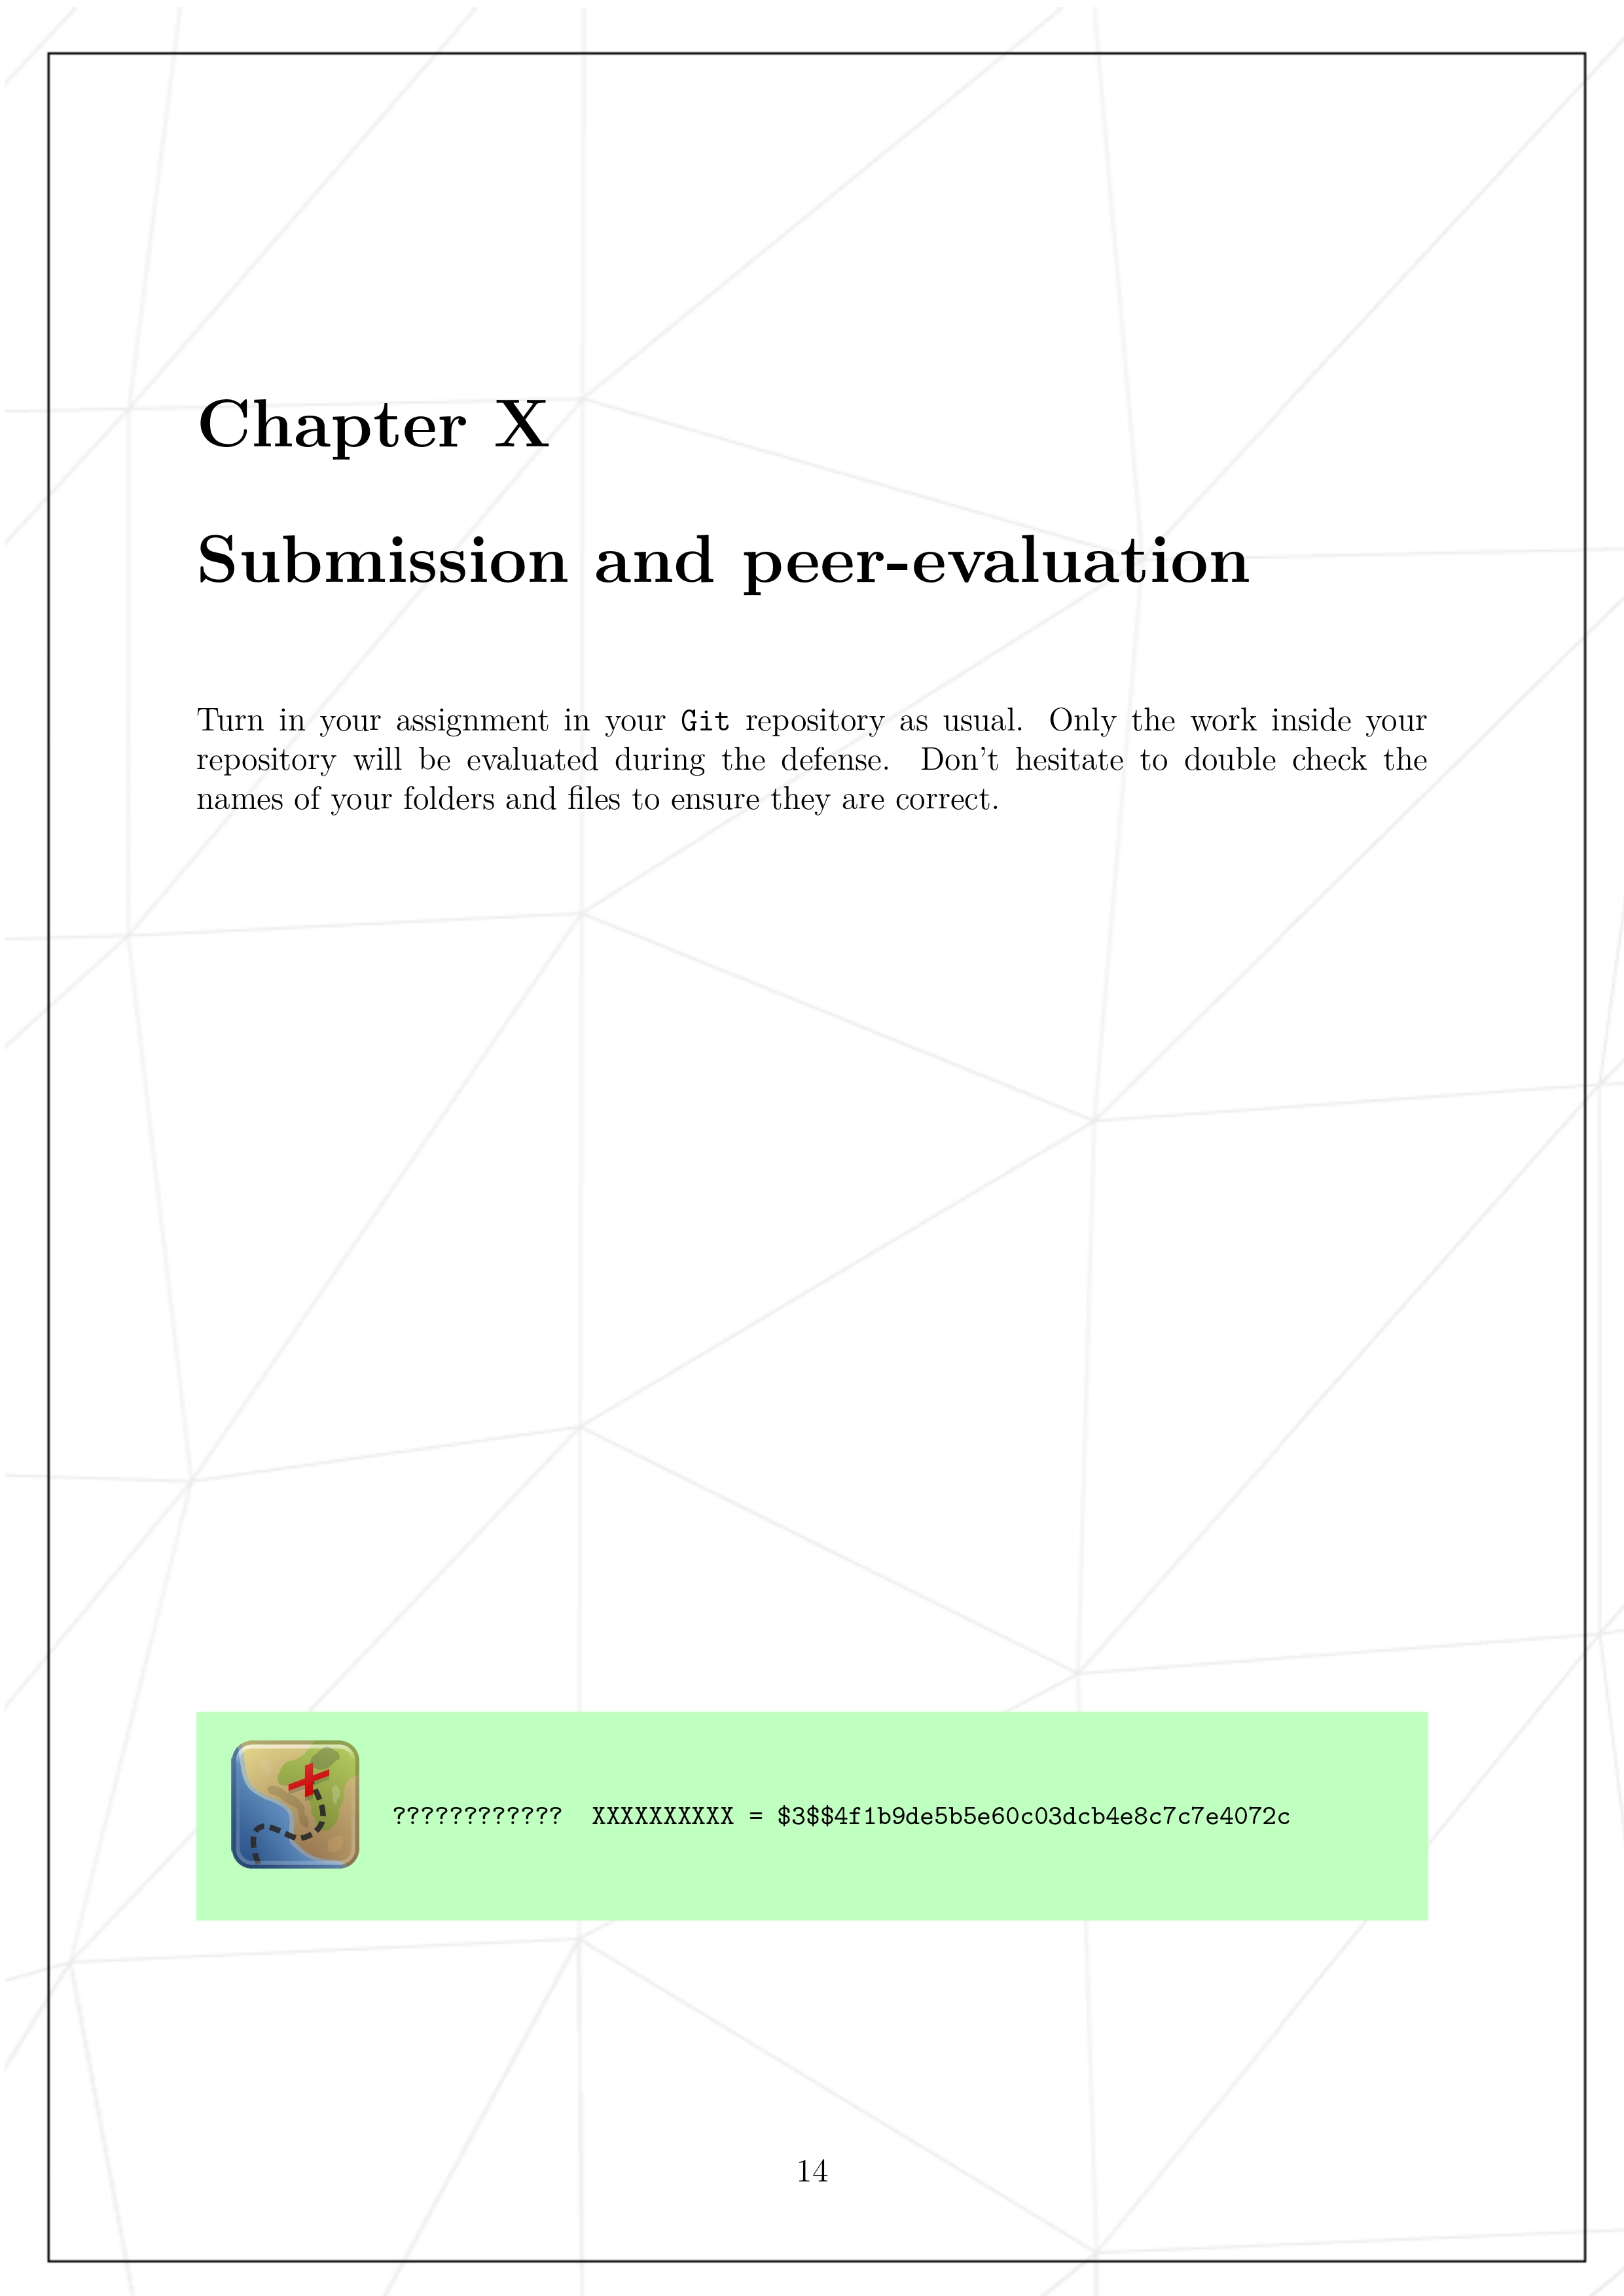 Chapter X
Submission and peer-evaluation
Turn in your assignment in your Git repository as usual. Only the work inside your
repository will be evaluated during the defense. Don't hesitate to double check the
names of your folders and files to ensure they are correct.
???????????? XXXXXXXXXX = $3$$4f1b9de5b5e60c03dcb4e8c7c7e4072c
14